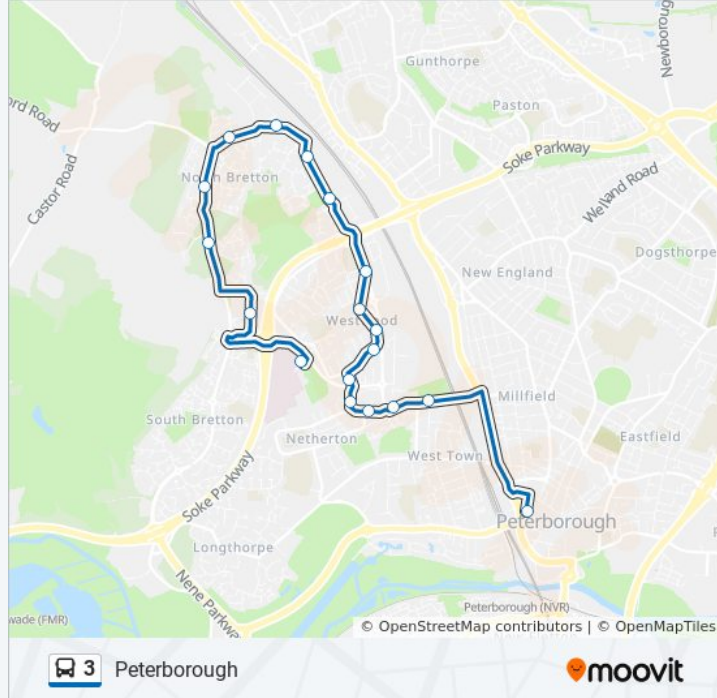 Gunthorpe
Newborough
Paston
ord Road
Soke Parkway
Castor Road
North Bretton
Welland Road
Dogsthorpe
New England
Westwood
Millfield
South Bretton
Netherton
Eastfield
West Town
Soke Parkway
Peterborough
Longthorpe
Nene Parkway
Peterborough (NVR)
wade (FMR)
© OpenStreetMap contributors | © OpenMapTiles
3 Peterborough
moovit